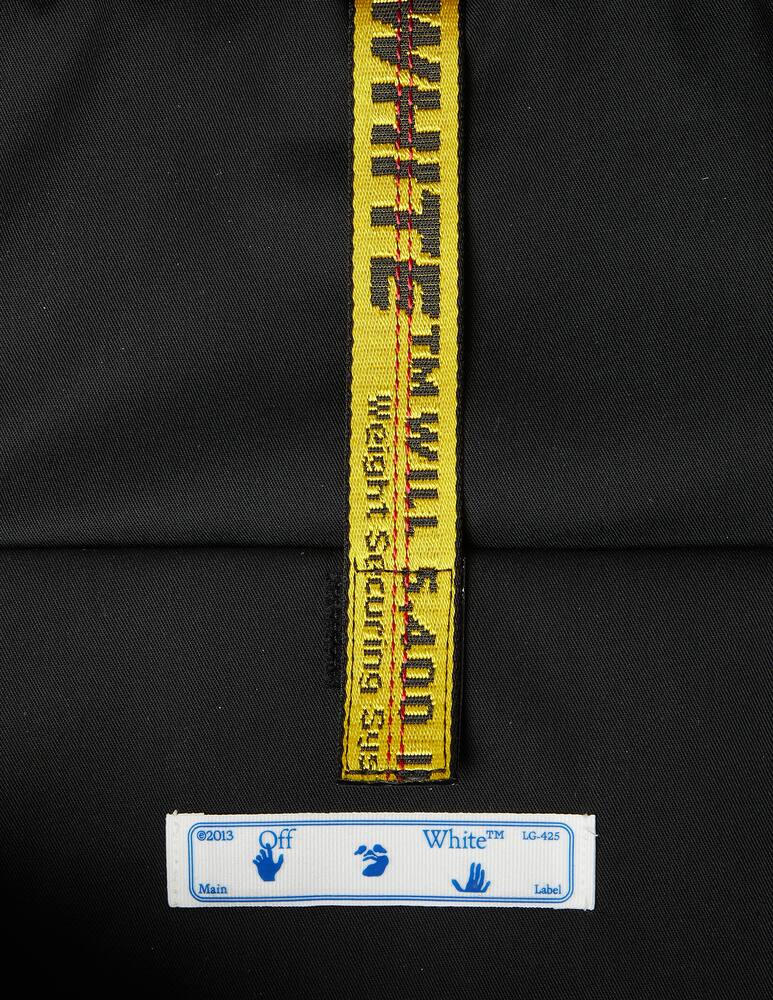 WHITE™ WILL 5,400 l
Weight Securing Sys
©2013 Off White™ LG-425
Main Label